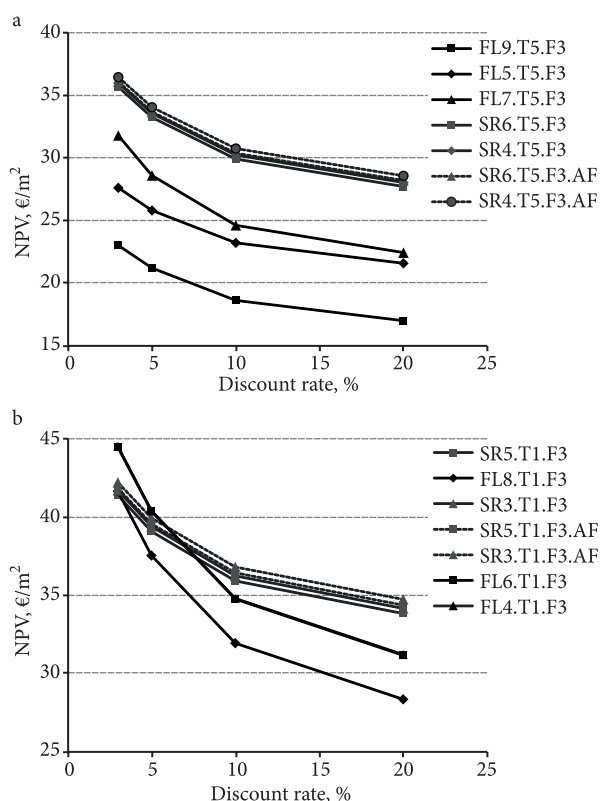 a
40
35
30
25
20
15
NPV, €/m²
0 5 10 15 20 25
Discount rate, %
FL9.T5.F3
FL5.T5.F3
FL7.T5.F3
SR6.T5.F3
SR4.T5.F3
SR6.T5.F3.AF
SR4.T5.F3.AF
b
45
40
35
30
25
NPV, €/m²
0 5 10 15 20 25
Discount rate, %
SR5.T1.F3
FL8.T1.F3
SR3.T1.F3
SR5.T1.F3.AF
SR3.T1.F3.AF
FL6.T1.F3
FL4.T1.F3